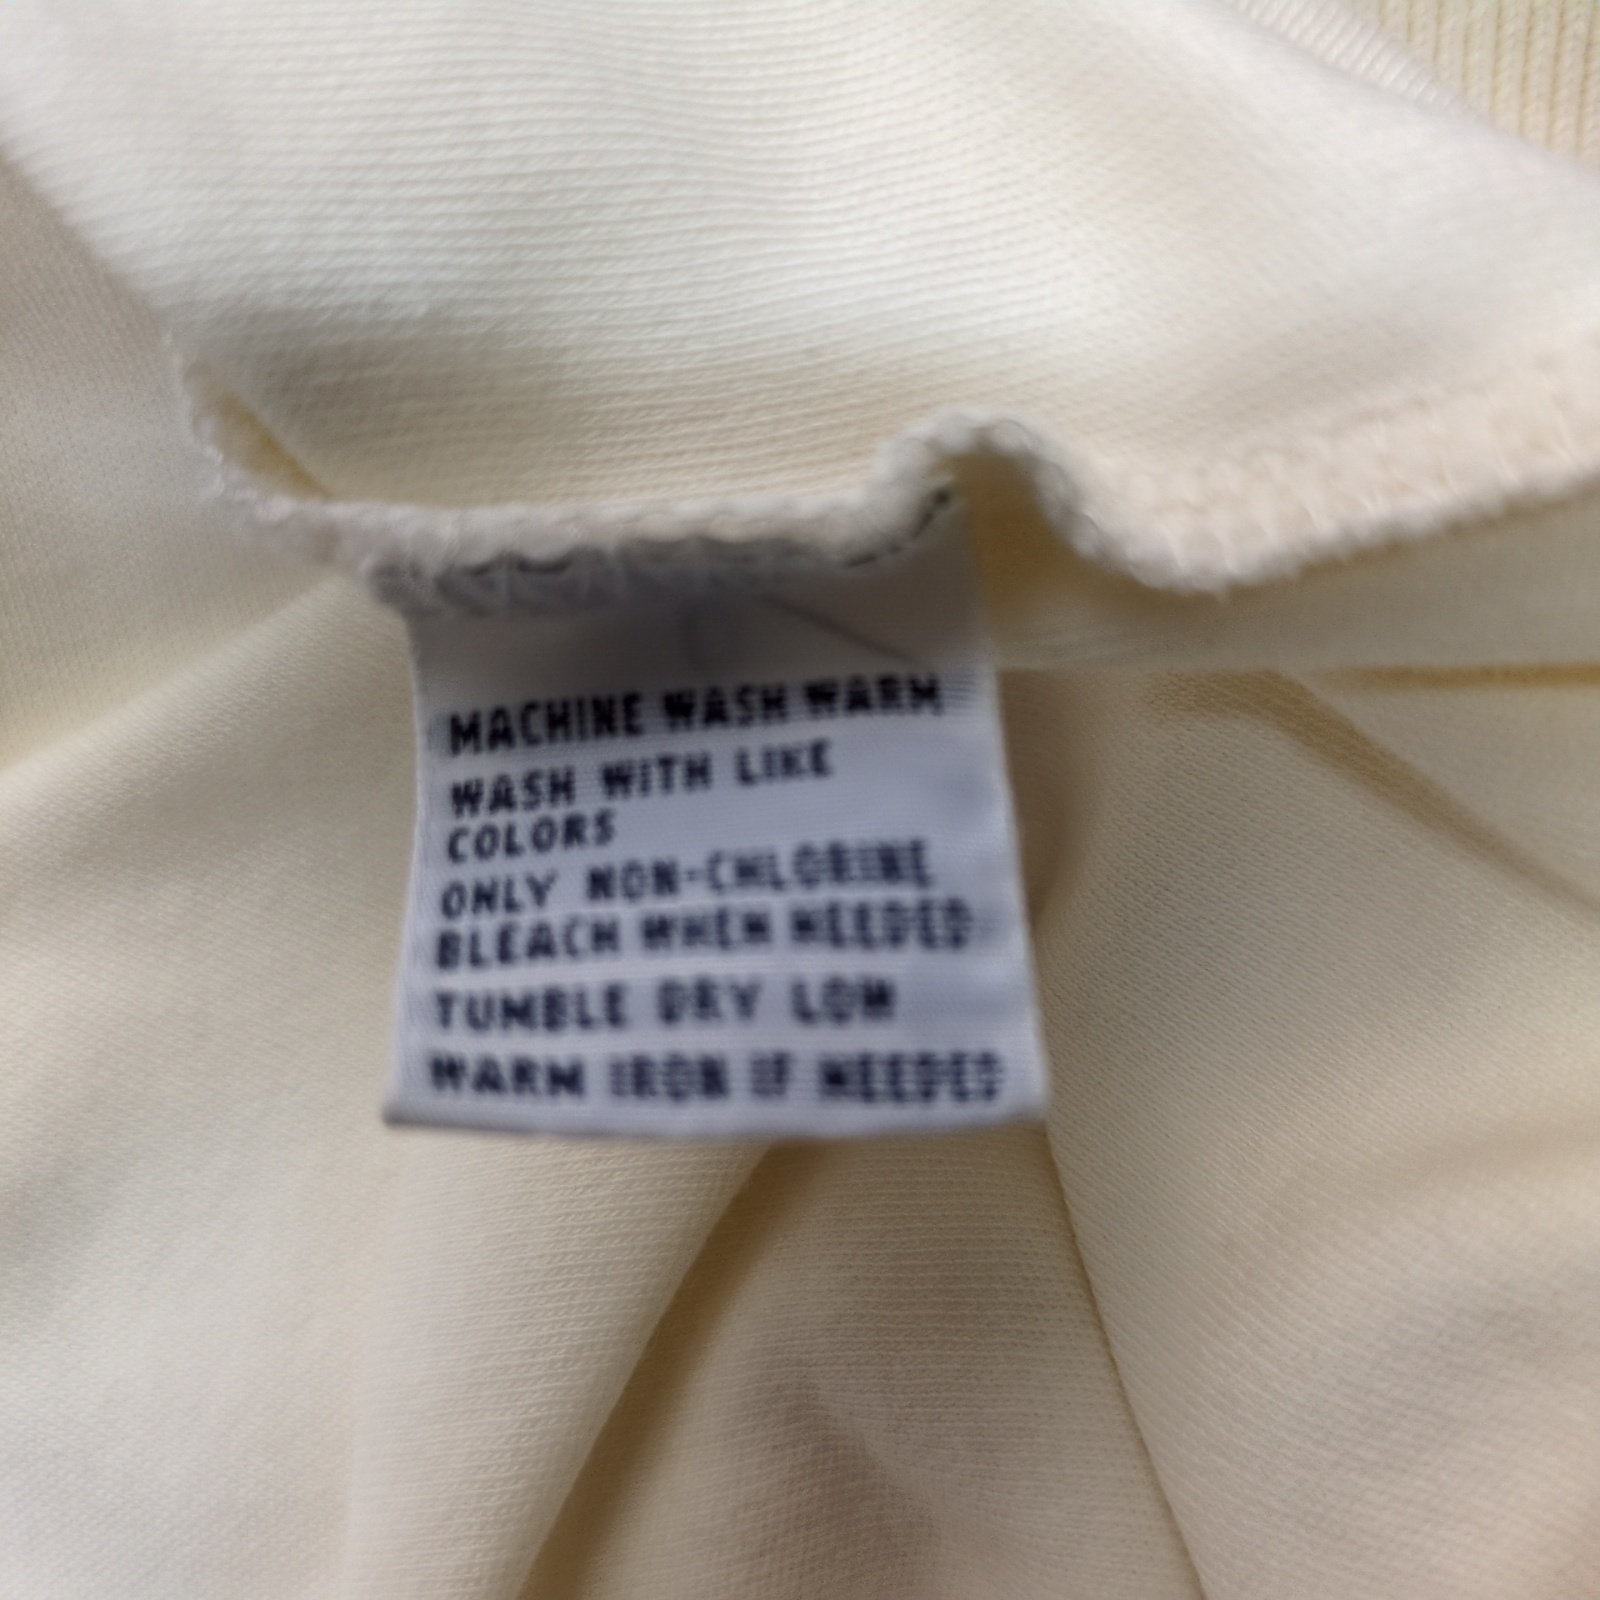 MACHINE WASH WARM
WASH WITH LIKE
COLORS
ONLY NON-CHLORINE
BLEACH WHEN NEEDED
TUMBLE DRY LOW
WARM IRON IF NEEDED